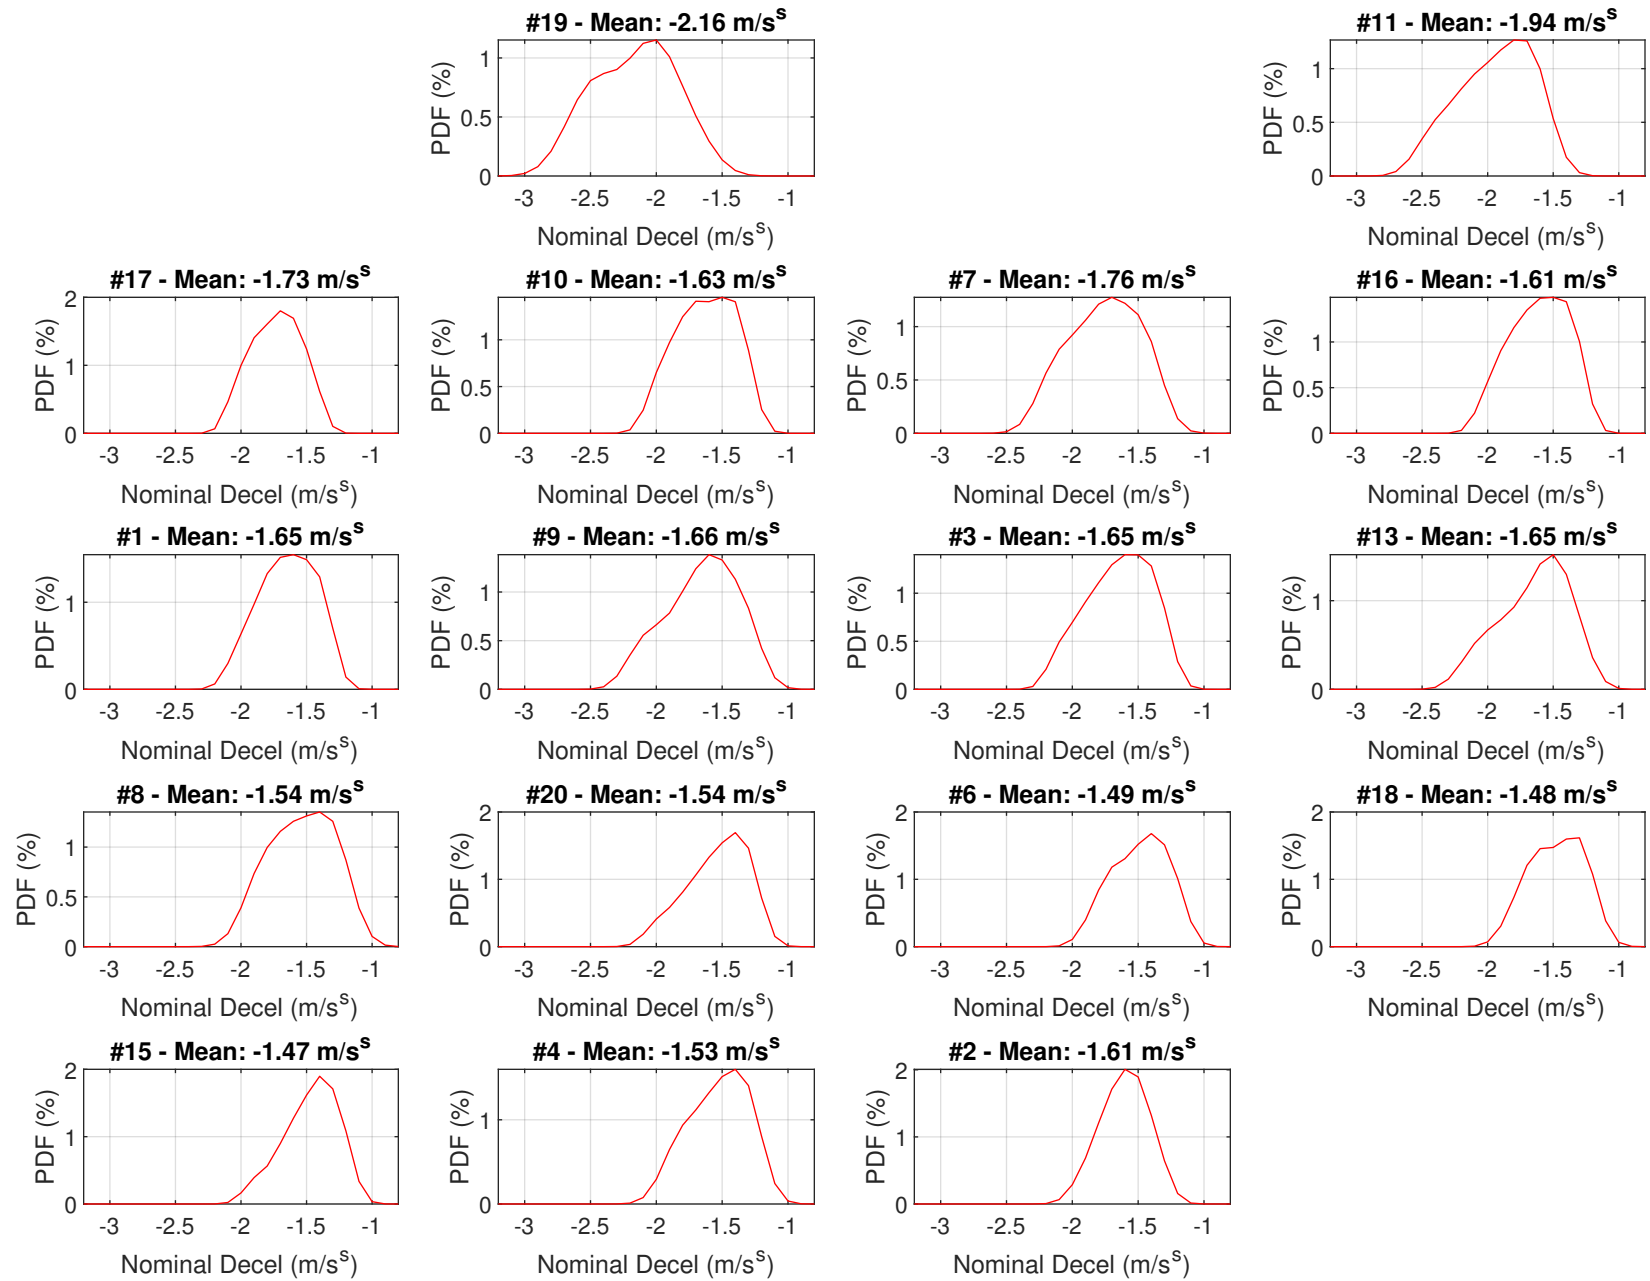 #19 - Mean: -2.16 m/s^s
PDF (%)
1
0.5
0
-3 -2.5 -2 -1.5 -1
Nominal Decel (m/s^s)
#11 - Mean: -1.94 m/s^s
PDF (%)
1
0.5
0
-3 -2.5 -2 -1.5 -1
Nominal Decel (m/s^s)
#17 - Mean: -1.73 m/s^s
PDF (%)
2
1
0
-3 -2.5 -2 -1.5 -1
Nominal Decel (m/s^s)
#10 - Mean: -1.63 m/s^s
PDF (%)
1
0.5
0
-3 -2.5 -2 -1.5 -1
Nominal Decel (m/s^s)
#7 - Mean: -1.76 m/s^s
PDF (%)
1
0.5
0
-3 -2.5 -2 -1.5 -1
Nominal Decel (m/s^s)
#16 - Mean: -1.61 m/s^s
PDF (%)
1
0.5
0
-3 -2.5 -2 -1.5 -1
Nominal Decel (m/s^s)
#1 - Mean: -1.65 m/s^s
PDF (%)
1
0
-3 -2.5 -2 -1.5 -1
Nominal Decel (m/s^s)
#9 - Mean: -1.66 m/s^s
PDF (%)
1
0.5
0
-3 -2.5 -2 -1.5 -1
Nominal Decel (m/s^s)
#3 - Mean: -1.65 m/s^s
PDF (%)
1
0.5
0
-3 -2.5 -2 -1.5 -1
Nominal Decel (m/s^s)
#13 - Mean: -1.65 m/s^s
PDF (%)
1
0
-3 -2.5 -2 -1.5 -1
Nominal Decel (m/s^s)
#8 - Mean: -1.54 m/s^s
PDF (%)
1
0.5
0
-3 -2.5 -2 -1.5 -1
Nominal Decel (m/s^s)
#20 - Mean: -1.54 m/s^s
PDF (%)
2
1
0
-3 -2.5 -2 -1.5 -1
Nominal Decel (m/s^s)
#6 - Mean: -1.49 m/s^s
PDF (%)
2
1
0
-3 -2.5 -2 -1.5 -1
Nominal Decel (m/s^s)
#18 - Mean: -1.48 m/s^s
PDF (%)
2
1
0
-3 -2.5 -2 -1.5 -1
Nominal Decel (m/s^s)
#15 - Mean: -1.47 m/s^s
PDF (%)
2
1
0
-3 -2.5 -2 -1.5 -1
Nominal Decel (m/s^s)
#4 - Mean: -1.53 m/s^s
PDF (%)
1
0
-3 -2.5 -2 -1.5 -1
Nominal Decel (m/s^s)
#2 - Mean: -1.61 m/s^s
PDF (%)
2
1
0
-3 -2.5 -2 -1.5 -1
Nominal Decel (m/s^s)